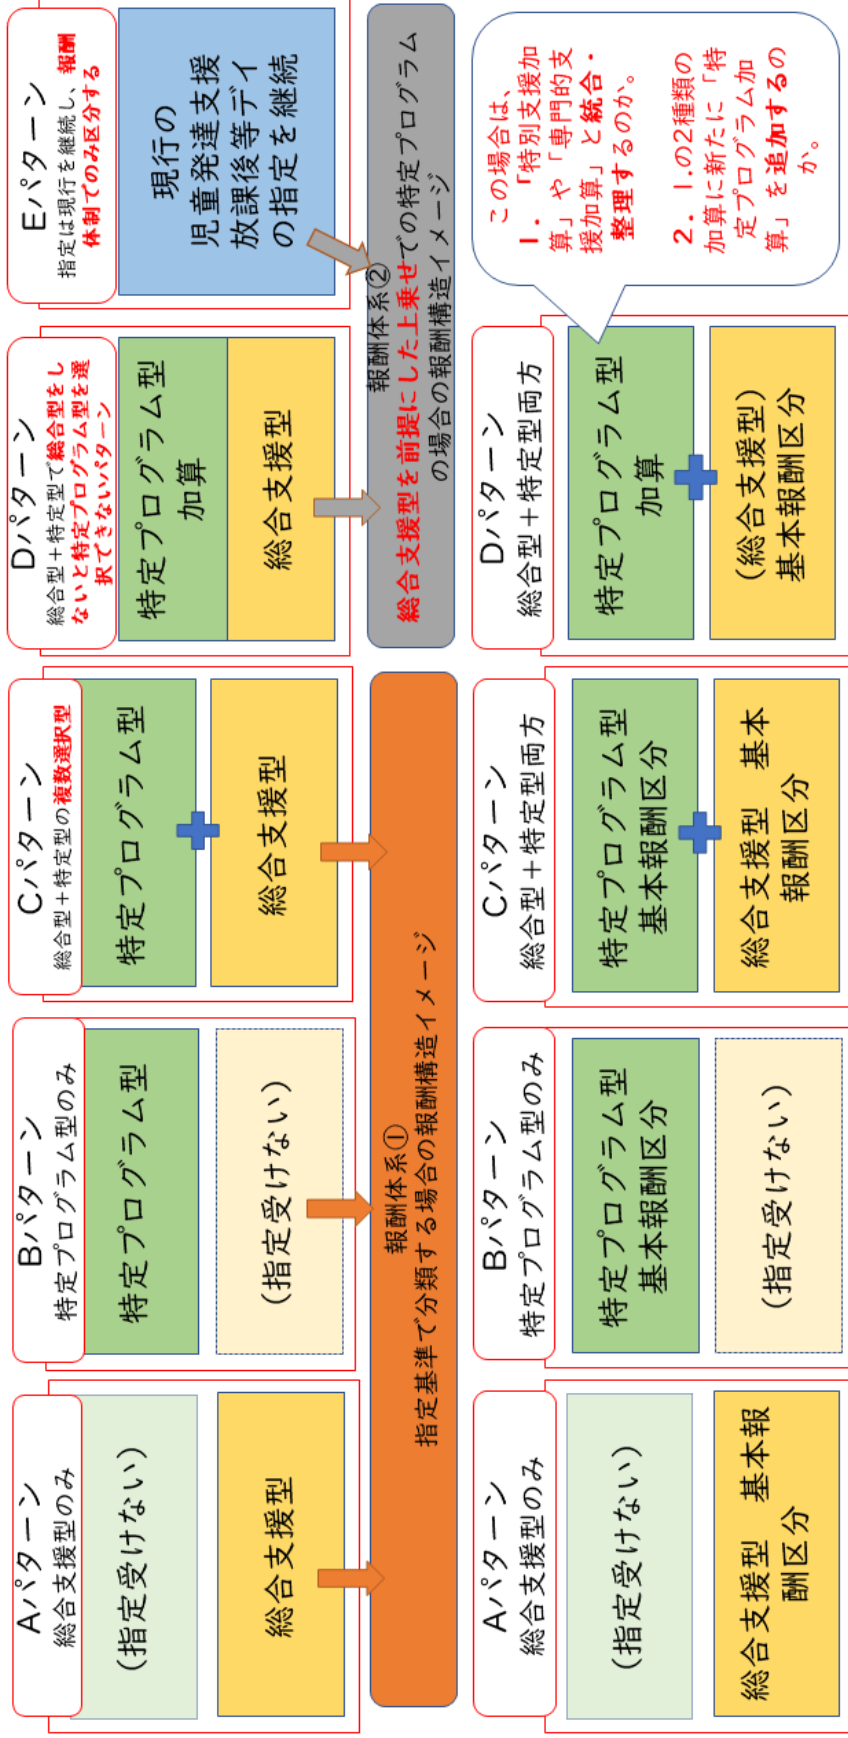 Aパターン
総合支援型のみ
(指定受けない)
総合支援型
Bパターン
特定プログラム型のみ
特定プログラム型
(指定受けない)
Cパターン
総合型+特定型の複数選択型
特定プログラム型
総合支援型
Dパターン
総合型+特定型で総合型をし
ないと特定プログラム型を選
択できないパターン
特定プログラム型
加算
総合支援型
Eパターン
指定は現行を継続し、報酬
体制でのみ区分する
現行の
児童発達支援
放課後等デイ
の指定を継続
報酬体系①
指定基準で分類する場合の報酬構造イメージ
報酬体系②
総合支援型を前提にした上乗せでの特定プログラム
の場合の報酬構造イメージ
Aパターン
総合支援型のみ
(指定受けない)
総合支援型 基本報
酬区分
Bパターン
特定プログラム型のみ
特定プログラム型
基本報酬区分
(指定受けない)
Cパターン
総合型+特定型両方
特定プログラム型
基本報酬区分
総合支援型 基本
報酬区分
Dパターン
総合型+特定型両方
特定プログラム型
加算
(総合支援型)
基本報酬区分
この場合は、
1.「特別支援加
算」や「専門的支
援加算」と統合・
整理するのか。
2.1.の2種類の
加算に新たに「特
定プログラム加
算」を追加するの
か。